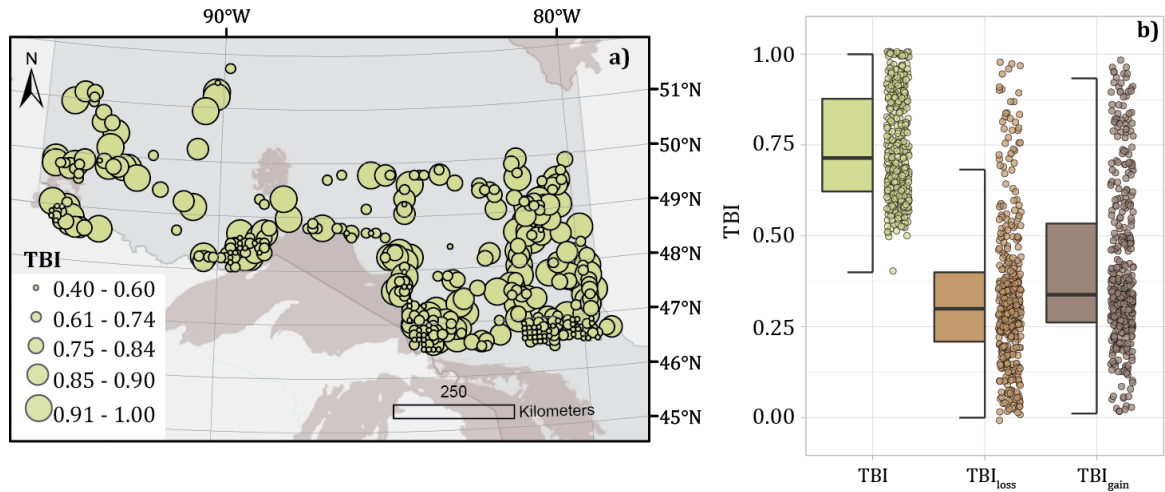 90°W 80°W
a)
N
51°N
50°N
49°N
48°N
47°N
46°N
45°N
TBI
0.40 - 0.60
0.61 - 0.74
0.75 - 0.84
0.85 - 0.90
0.91 - 1.00
250
Kilometers
b)
TBI
1.00
0.75
0.50
0.25
0.00
TBI TBI_loss TBI_gain